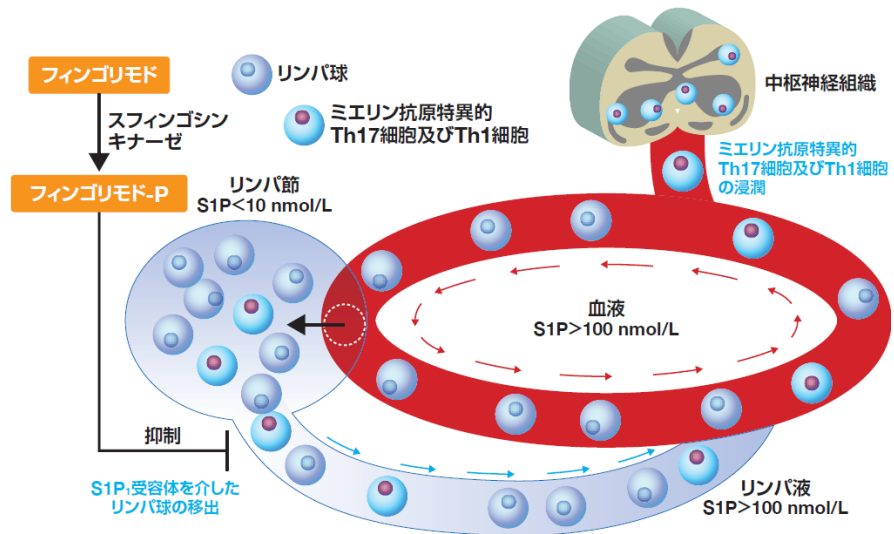 フィンゴリモド
スフィンゴシン
キナーゼ
フィンゴリモド-P
リンパ球
ミエリン抗原特異的
Th17細胞及びTh1細胞
リンパ節
S1P<10 nmol/L
中枢神経組織
ミエリン抗原特異的
Th17細胞及びTh1細胞
の浸潤
血液
S1P>100 nmol/L
抑制
S1P₁受容体を介した
リンパ球の移出
リンパ液
S1P>100 nmol/L